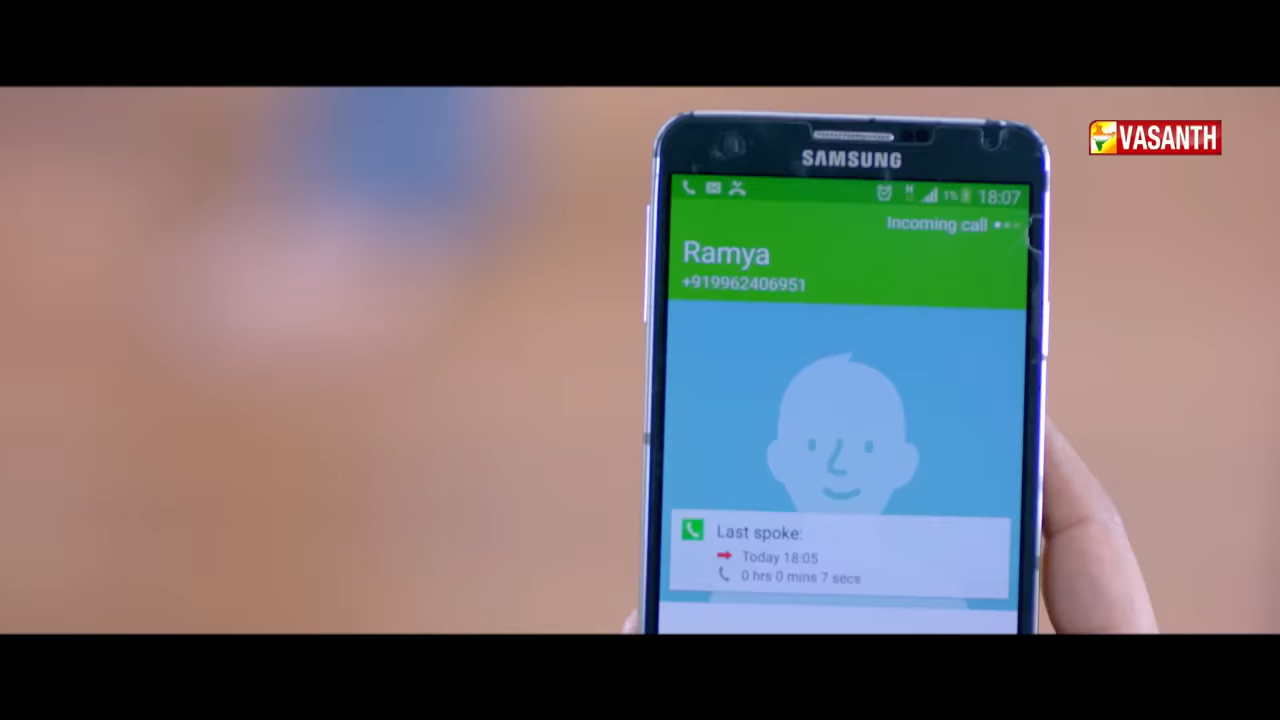 VASANTH
SAMSUNG
H 1% 18:07
Incoming call
Ramya
+919962406951
Last spoke:
Today 18:05
0 hrs 0 mins 7 secs